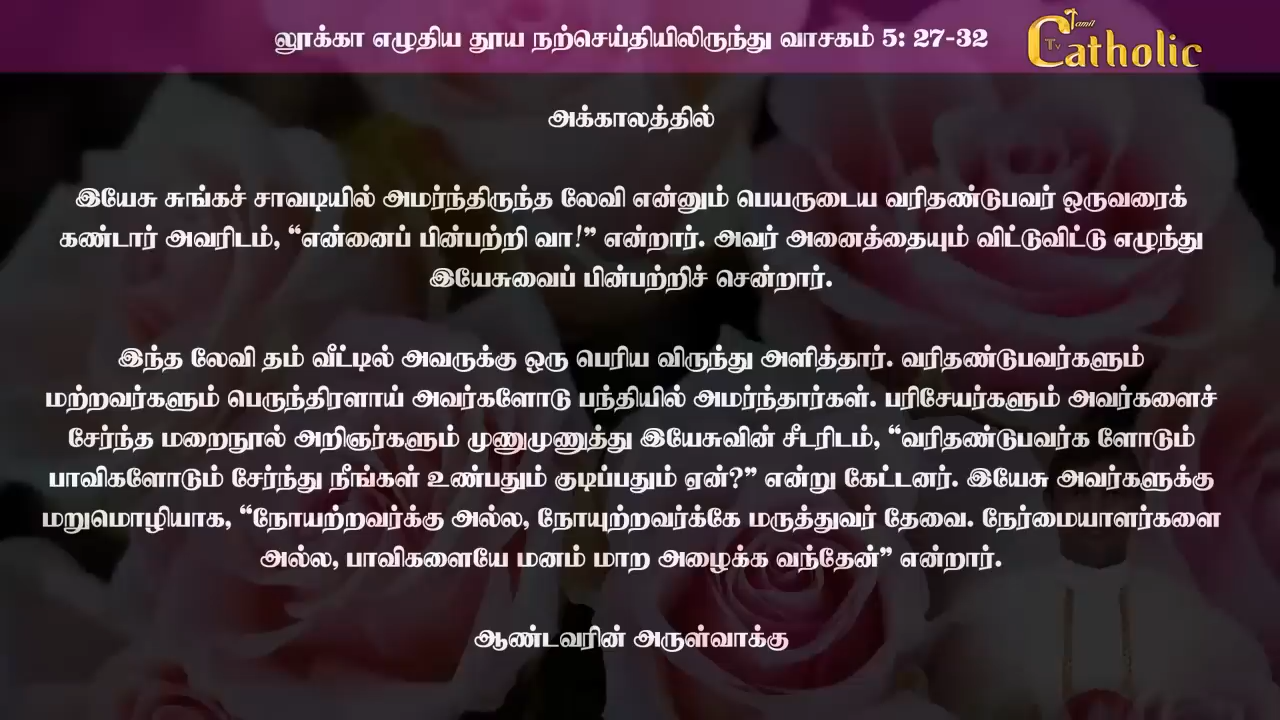 லூக்கா எழுதிய தூய நற்செய்தியிலிருந்து வாசகம் 5: 27-32
Tamil
Catholic
Tv
அக்காலத்தில்
இயேசு சுங்கச் சாவடியில் அமர்ந்திருந்த லேவி என்னும் பெயருடைய வரிதண்டுபவர் ஒருவரைக்
கண்டார் அவரிடம், “என்னைப் பின்பற்றி வா!” என்றார். அவர் அனைத்தையும் விட்டுவிட்டு எழுந்து
இயேசுவைப் பின்பற்றிச் சென்றார்.
இந்த லேவி தம் வீட்டில் அவருக்கு ஒரு பெரிய விருந்து அளித்தார். வரிதண்டுபவர்களும்
மற்றவர்களும் பெருந்திரளாய் அவர்களோடு பந்தியில் அமர்ந்தார்கள். பரிசேயர்களும் அவர்களைச்
சேர்ந்த மறைநூல் அறிஞர்களும் முணுமுணுத்து இயேசுவின் சீடரிடம், “வரிதண்டுபவர்க ளோடும்
பாவிகளோடும் சேர்ந்து நீங்கள் உண்பதும் குடிப்பதும் ஏன்?” என்று கேட்டனர். இயேசு அவர்களுக்கு
மறுமொழியாக, “நோயற்றவர்க்கு அல்ல, நோயுற்றவர்க்கே மருத்துவர் தேவை. நேர்மையாளர்களை
அல்ல, பாவிகளையே மனம் மாற அழைக்க வந்தேன்” என்றார்.
ஆண்டவரின் அருள்வாக்கு